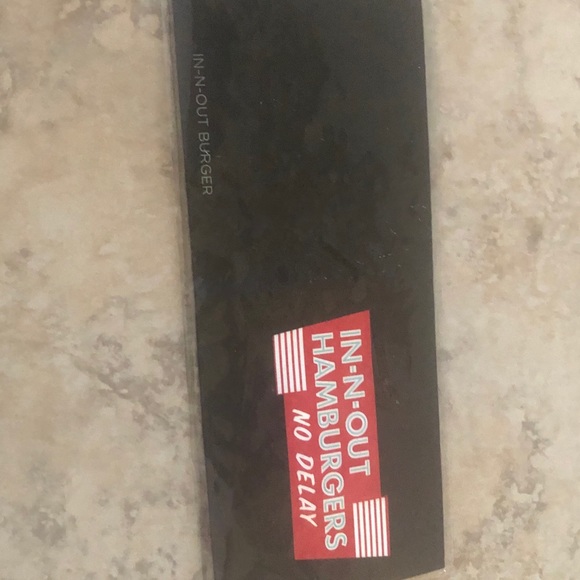 IN-N-OUT BURGER
IN-N-OUT
HAMBURGERS
NO DELAY